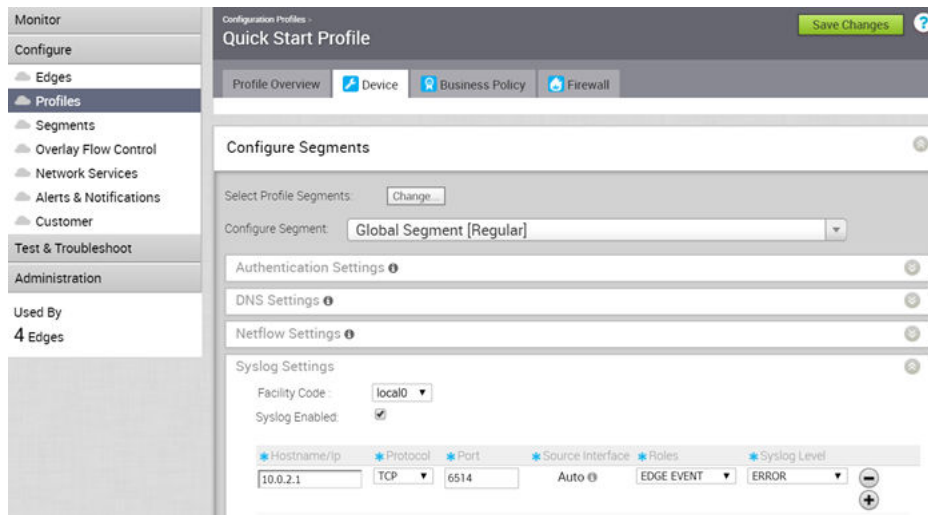 Monitor
Configure
Edges
Profiles
Segments
Overlay Flow Control
Network Services
Alerts & Notifications
Customer
Test & Troubleshoot
Administration
Used By
4 Edges
Configuration Profiles ›
Quick Start Profile
Save Changes
?
Profile Overview
Device
Business Policy
Firewall
Configure Segments
Select Profile Segments:
Change...
Configure Segment:
Global Segment [Regular]
Authentication Settings
DNS Settings
Netflow Settings
Syslog Settings
Facility Code :
local0
Syslog Enabled:
Hostname/Ip
Protocol
Port
Source Interface
Roles
Syslog Level
10.0.2.1
TCP
6514
Auto
EDGE EVENT
ERROR